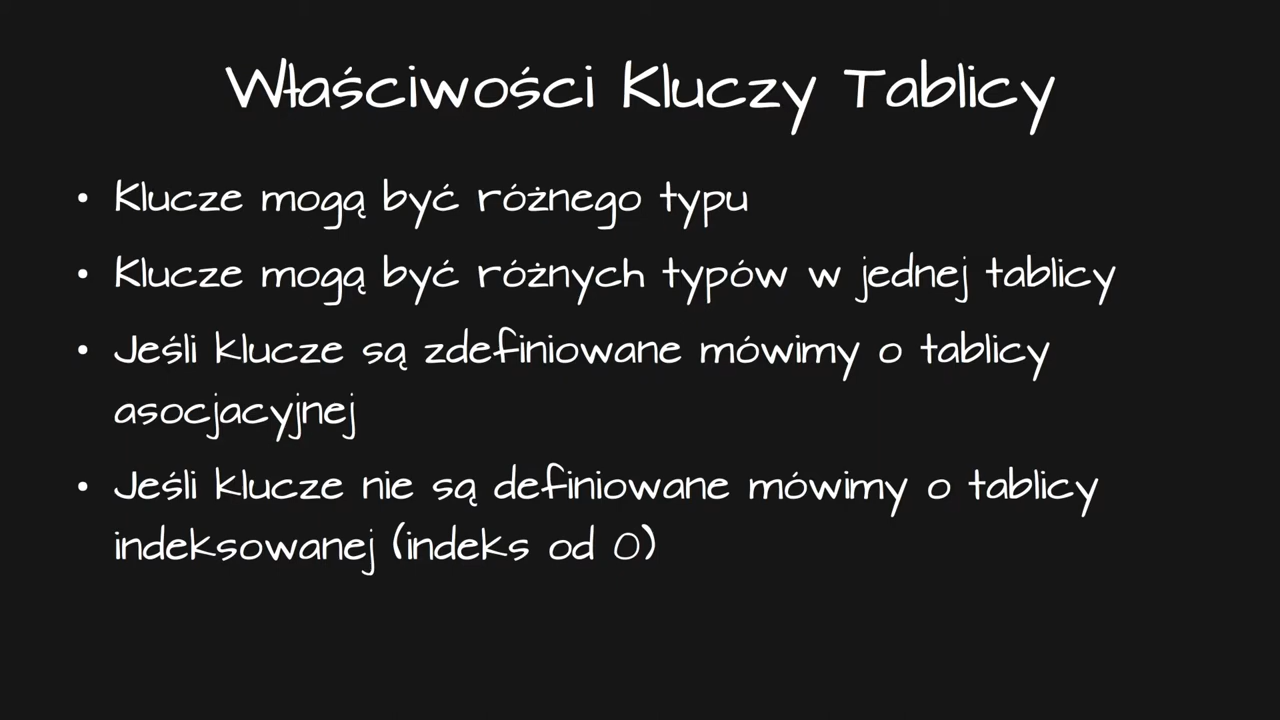 Właściwości Kluczy Tablicy
• Klucze mogą być różnego typu
• Klucze mogą być różnych typów w jednej tablicy
• Jeśli klucze są zdefiniowane mówimy o tablicy
asocjacyjnej
• Jeśli klucze nie są definiowane mówimy o tablicy
indeksowanej (indeks od 0)